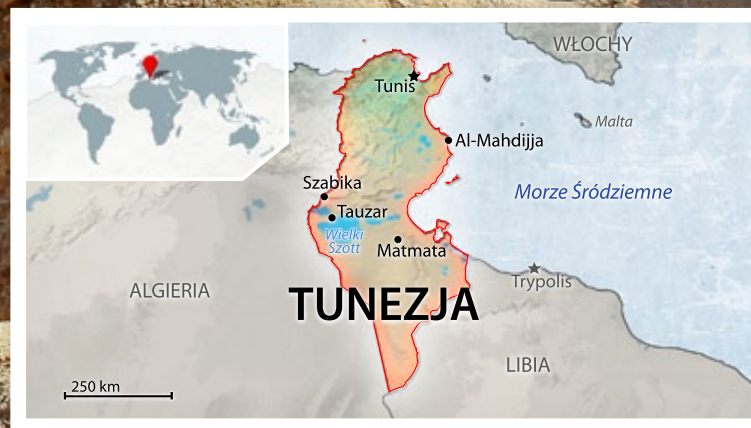 WŁOCHY
Tunis
Malta
Al-Mahdijja
Szabika
Morze Śródziemne
Tauzar
Wielki
Szott
Matmata
Trypolis
ALGIERIA
TUNEZJA
LIBIA
250 km